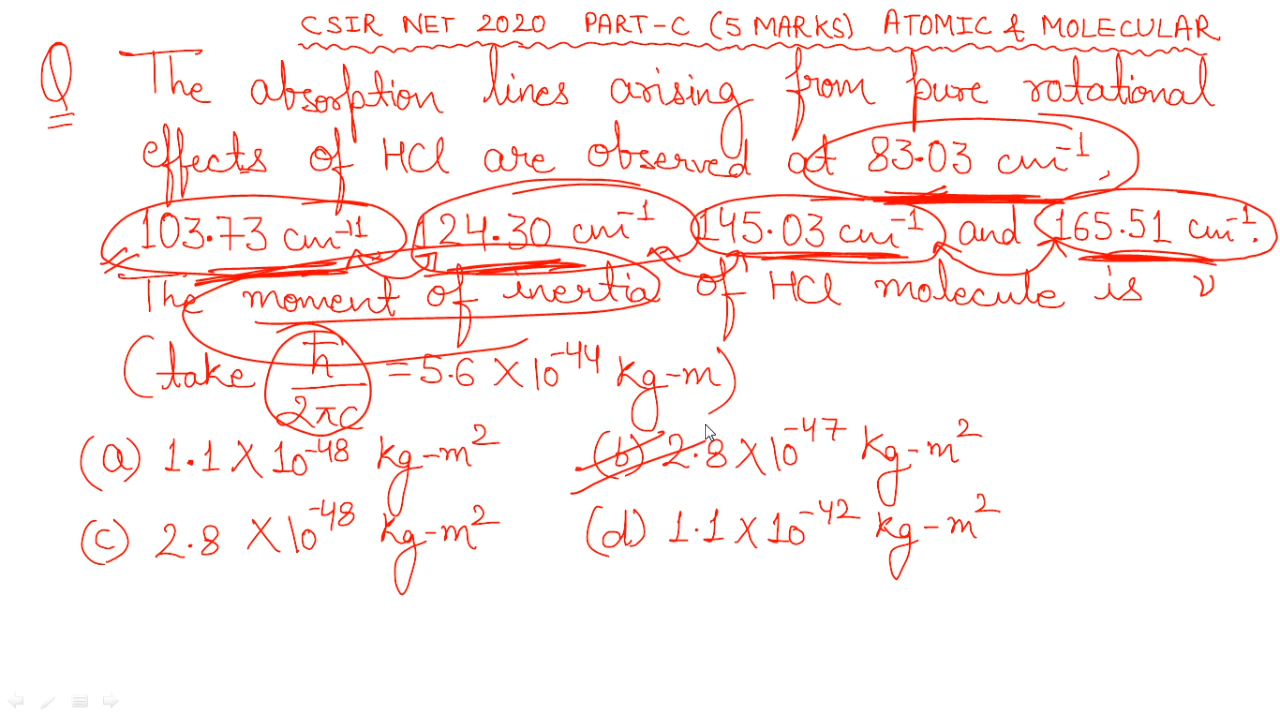 CSIR NET 2020 PART-C (5 MARKS) ATOMIC & MOLECULAR
Q The absorption lines arising from pure rotational
effects of HCl are observed at 83.03 cm⁻¹,
103.73 cm⁻¹, 124.30 cm⁻¹, 145.03 cm⁻¹ and 165.51 cm⁻¹.
The moment of inertia of HCl molecule is
(take ħ/2πc = 5.6 × 10⁻⁴⁴ kg-m)
(a) 1.1 × 10⁻⁴⁸ kg-m² (b) 2.8 × 10⁻⁴⁷ kg-m²
(c) 2.8 × 10⁻⁴⁸ kg-m² (d) 1.1 × 10⁻⁴² kg-m²